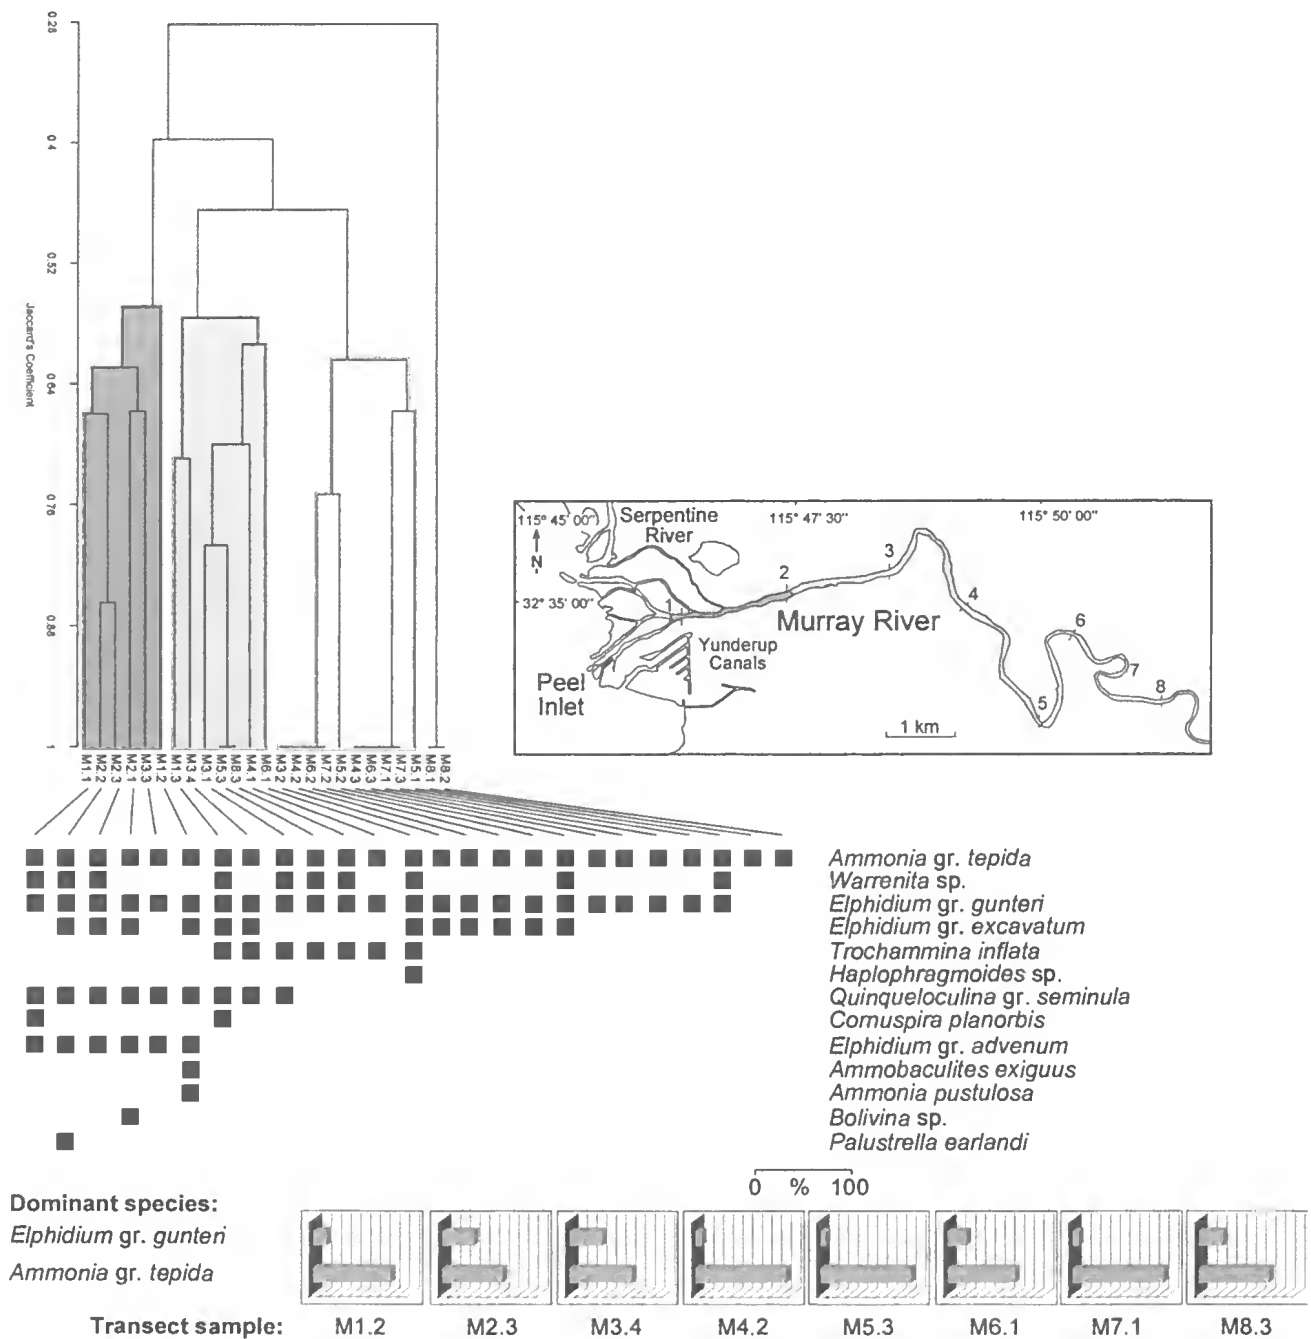 0.28
0.4
0.52
0.64
0.76
0.88
1
Jaccard's Coefficient
M1.1
M2.2
M2.3
M2.1
M3.3
M1.2
M1.3
M3.4
M3.1
M5.3
M8.3
M4.1
M6.1
M3.2
M4.2
M6.2
M7.2
M5.2
M4.3
M6.3
M7.1
M7.3
M5.1
M8.1
M8.2
115° 45' 00"
Serpentine
River
115° 47' 30"
115° 50' 00"
N
32° 35' 00"
1
2
3
4
5
6
7
8
Murray River
Yunderup
Canals
Peel
Inlet
1 km
Ammonia gr. tepida
Warrenita sp.
Elphidium gr. gunteri
Elphidium gr. excavatum
Trochammina inflata
Haplophragmoides sp.
Quinqueloculina gr. seminula
Cornuspira planorbis
Elphidium gr. advenum
Ammobaculites exiguus
Ammonia pustulosa
Bolivina sp.
Palustrella earlandi
0 % 100
Dominant species:
Elphidium gr. gunteri
Ammonia gr. tepida
Transect sample: M1.2 M2.3 M3.4 M4.2 M5.3 M6.1 M7.1 M8.3